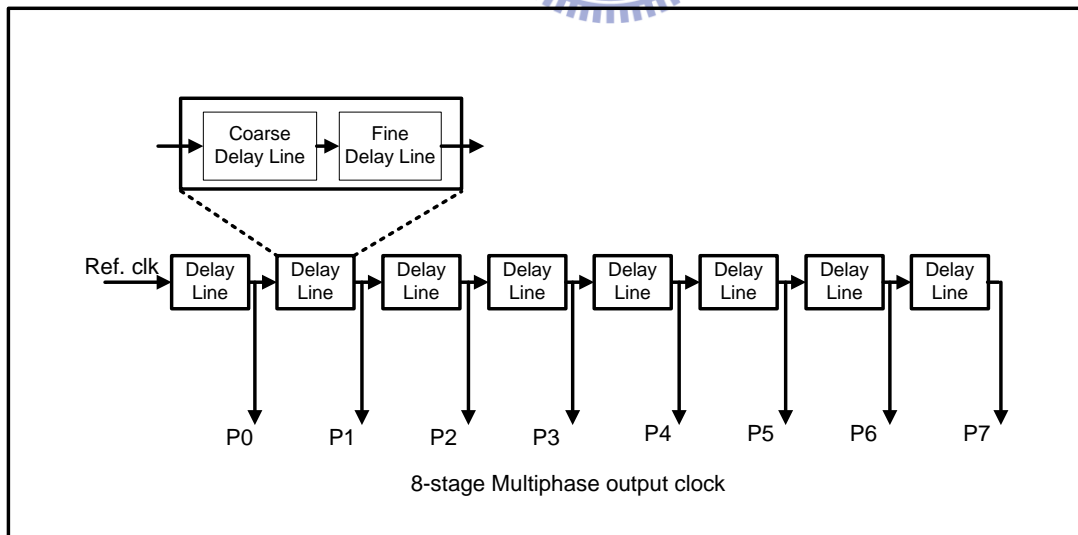 Coarse
Delay Line
Fine
Delay Line
Ref. clk
Delay
Line
Delay
Line
Delay
Line
Delay
Line
Delay
Line
Delay
Line
Delay
Line
Delay
Line
P0
P1
P2
P3
P4
P5
P6
P7
8-stage Multiphase output clock